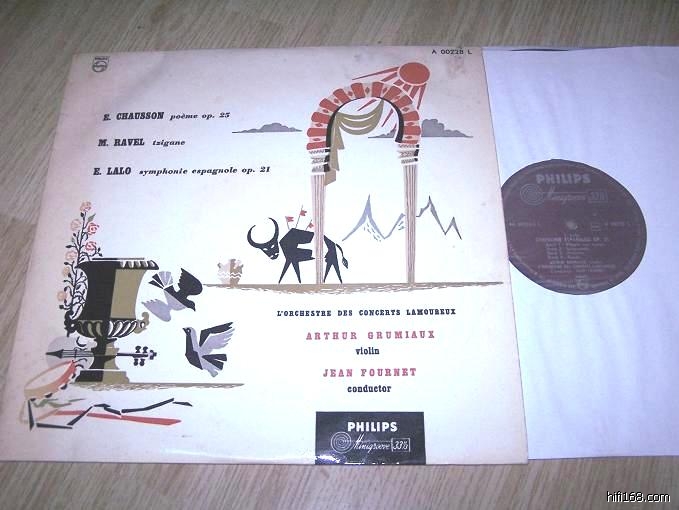 A 00228 L
E. CHAUSSON poème op. 25
M. RAVEL tzigane
E. LALO symphonie espagnole op. 21
L'ORCHESTRE DES CONCERTS LAMOUREUX
ARTHUR GRUMIAUX
violin
JEAN FOURNET
conductor
PHILIPS
Minigroove 33⅓
PHILIPS
Minigroove 33⅓
SYMPHONIE ESPAGNOLE, OP. 21
hifi168.com